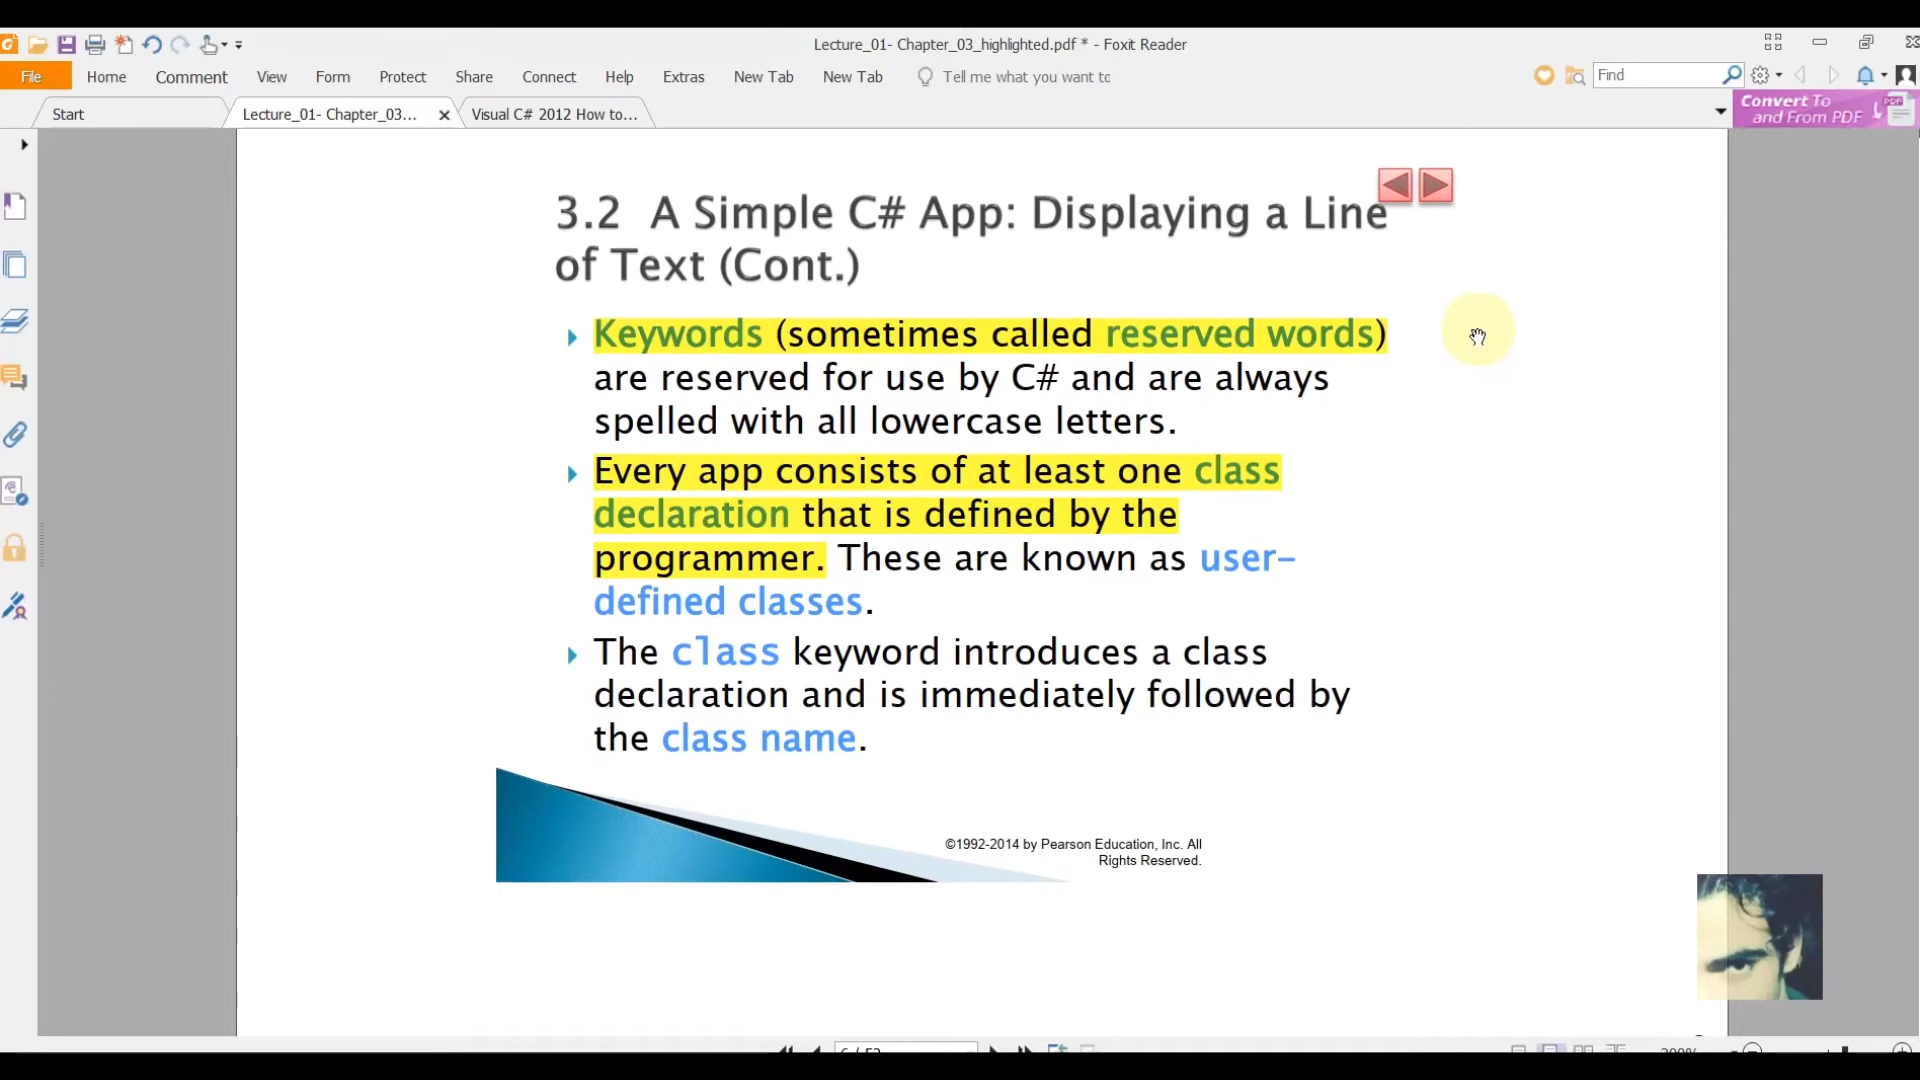 Lecture_01- Chapter_03_highlighted.pdf * - Foxit Reader
File Home Comment View Form Protect Share Connect Help Extras New Tab New Tab Tell me what you want to Find
Start Lecture_01- Chapter_03... Visual C# 2012 How to... Convert To
and From PDF
3.2 A Simple C# App: Displaying a Line
of Text (Cont.)
Keywords (sometimes called reserved words)
are reserved for use by C# and are always
spelled with all lowercase letters.
Every app consists of at least one class
declaration that is defined by the
programmer. These are known as user-
defined classes.
The class keyword introduces a class
declaration and is immediately followed by
the class name.
©1992-2014 by Pearson Education, Inc. All
Rights Reserved.